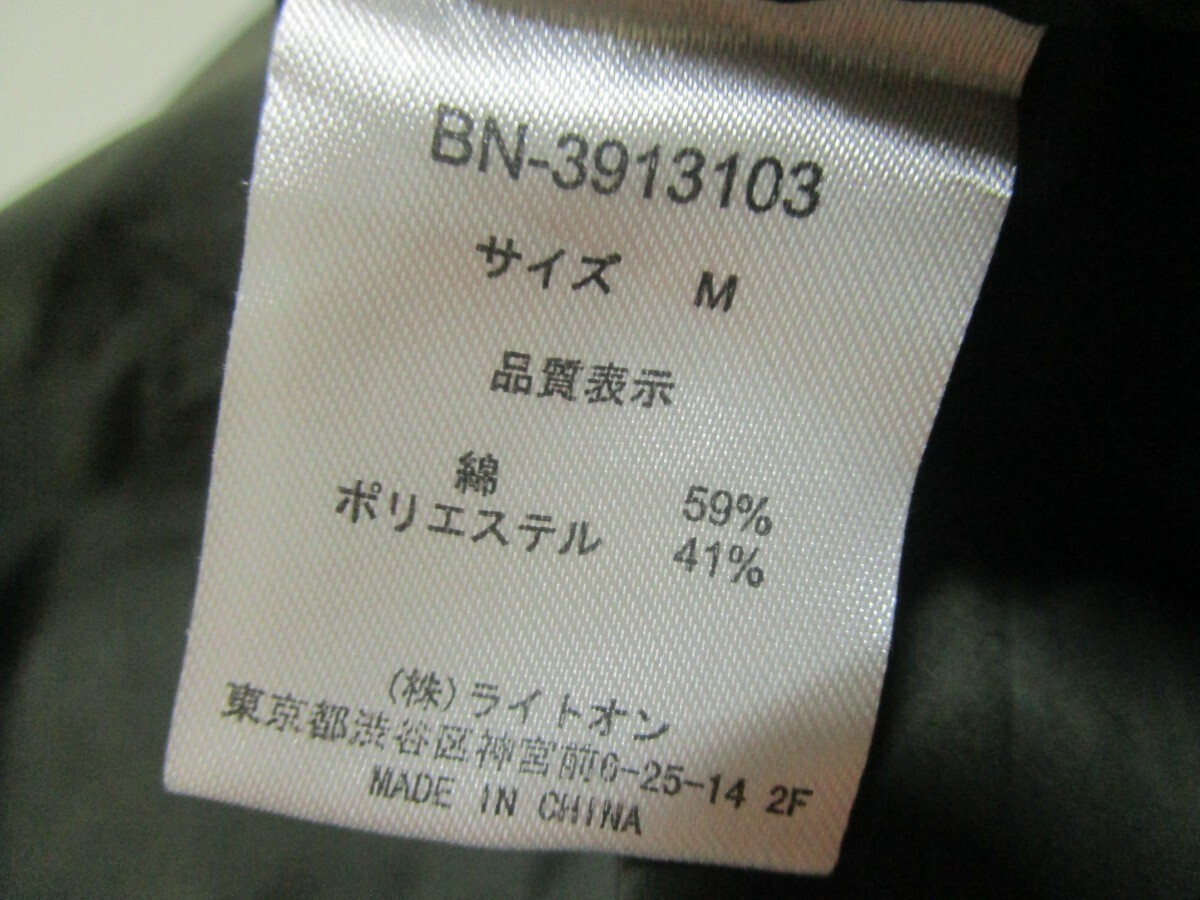 BN-3913103
サイズ M
品質表示
綿 59%
ポリエステル 41%
(株)ライトオン
東京都渋谷区神宮前6-25-14 2F
MADE IN CHINA